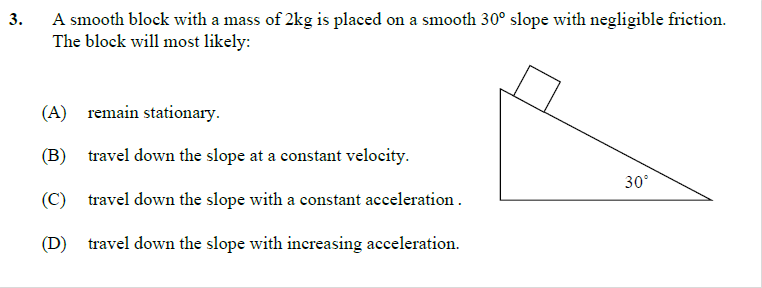 3. A smooth block with a mass of 2kg is placed on a smooth 30° slope with negligible friction.
The block will most likely:
(A) remain stationary.
(B) travel down the slope at a constant velocity.
30°
(C) travel down the slope with a constant acceleration .
(D) travel down the slope with increasing acceleration.